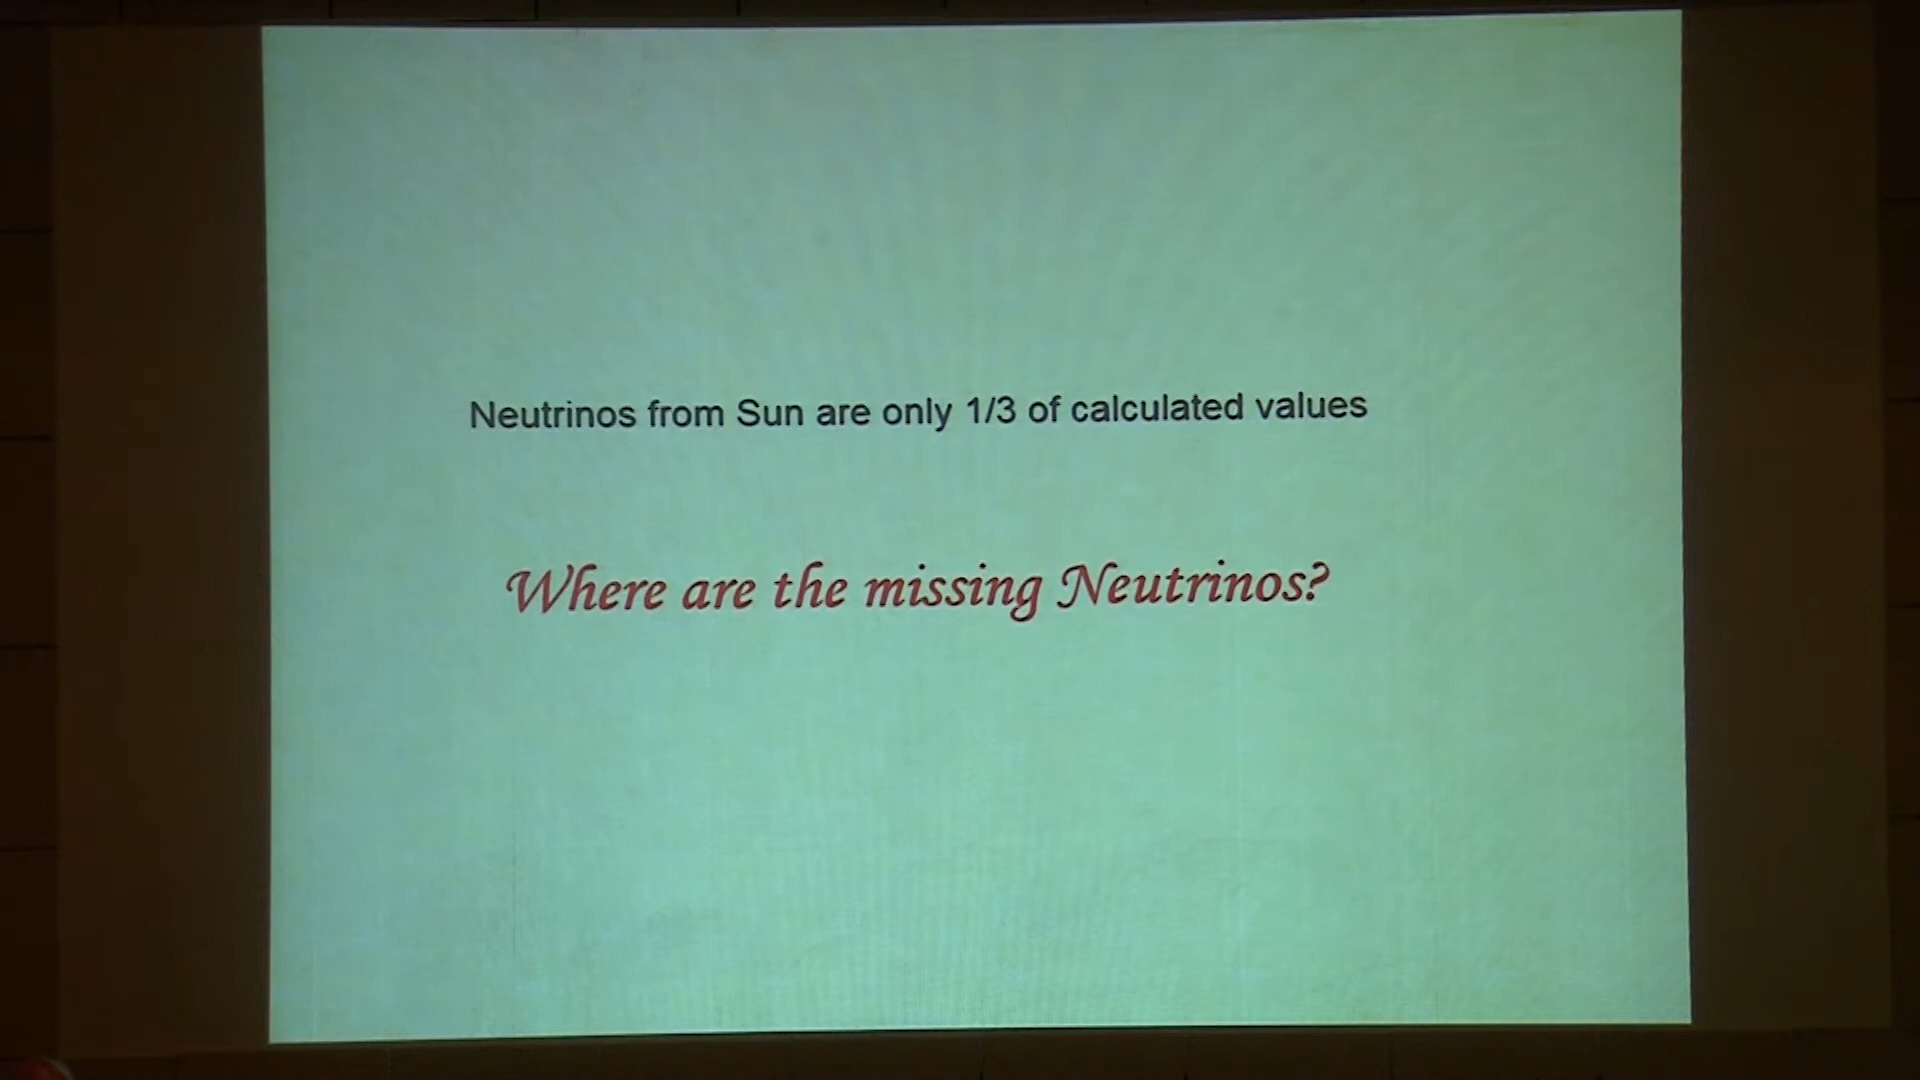 Neutrinos from Sun are only 1/3 of calculated values
Where are the missing Neutrinos?